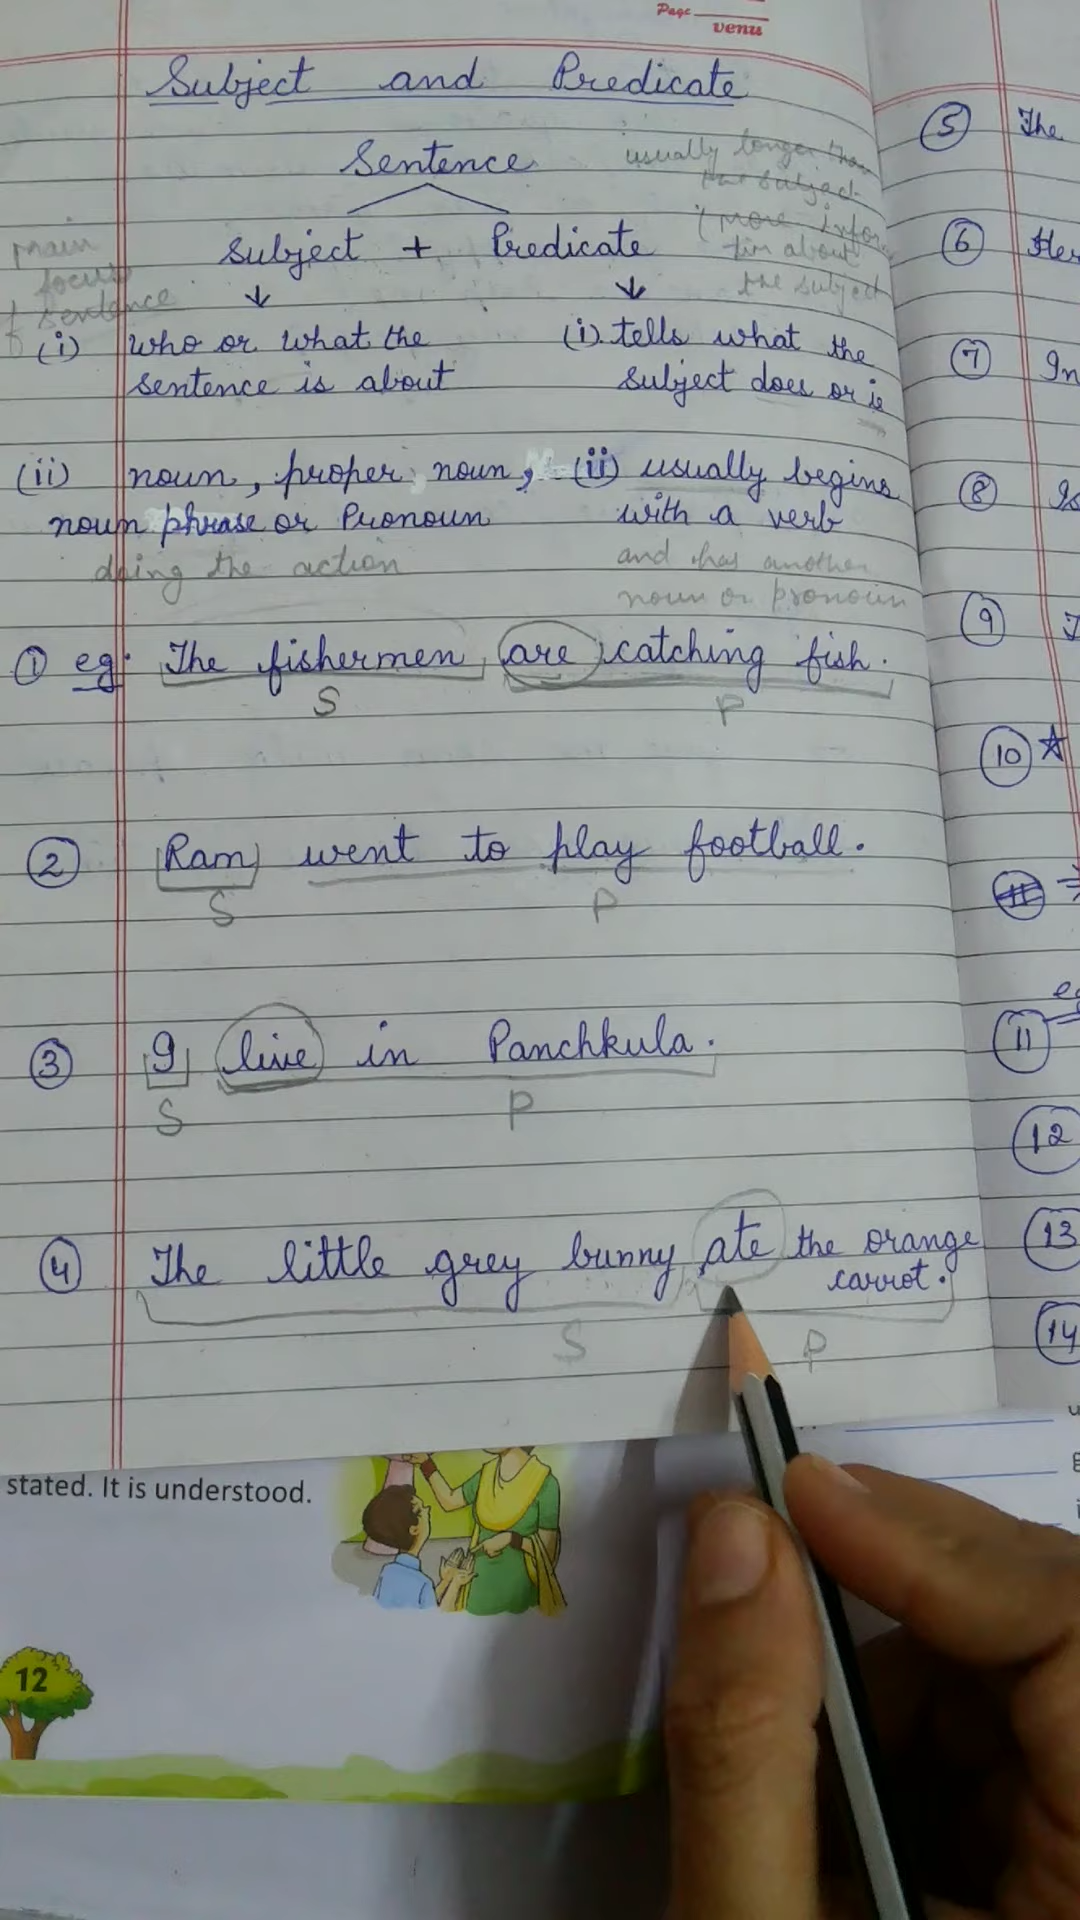 Page
venus
Subject and Predicate
Sentence
usually longer than
the subject
(more infor-
tion about
the subject
main
focus
of sentence
Subject + Predicate
(i) who or what the
sentence is about
(i). tells what the
subject does or is
(ii) noun, proper noun,
noun phrase or Pronoun
doing the action
(ii) usually begins
with a verb
and has another
noun or pronoun
① eg: The fishermen are catching fish.
S P
② Ram went to play football.
S P
③ I live in Panchkula.
S P
④ The little grey bunny ate the orange
carrot.
S P
⑤ The
⑥
⑦ In
⑧
⑨
⑩ ☆
11
12
13
14
stated. It is understood.
12